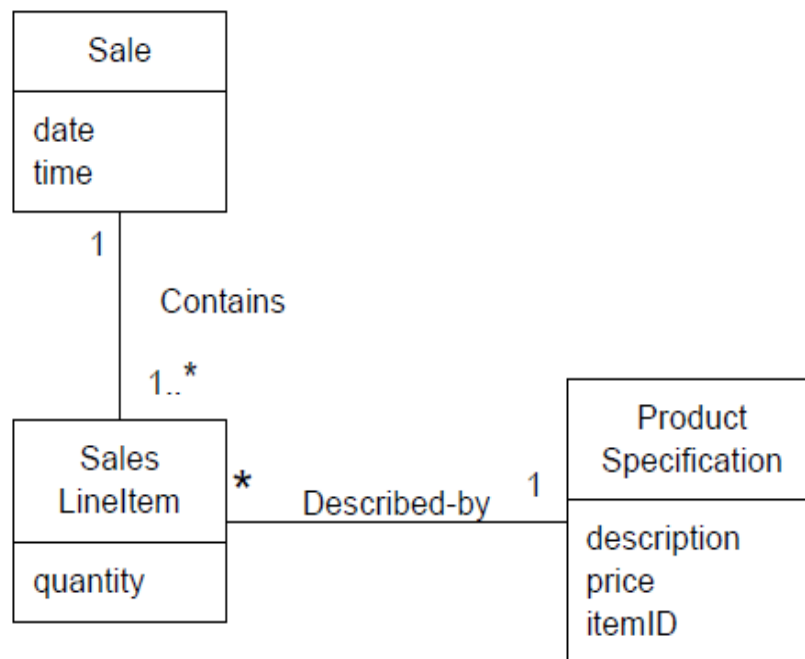 Sale
date
time
1
Contains
1..*
Sales
LineItem
quantity
*
Described-by
1
Product
Specification
description
price
itemID